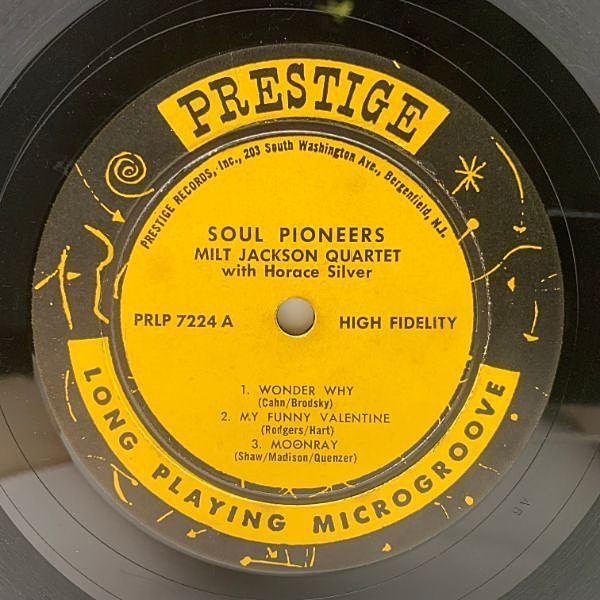 PRESTIGE
PRESTIGE RECORDS, Inc., 203 South Washington Ave., Bergenfield, N.J.
SOUL PIONEERS
MILT JACKSON QUARTET
with Horace Silver
PRLP 7224 A
HIGH FIDELITY
1. WONDER WHY
(Cahn/Brodsky)
2. MY FUNNY VALENTINE
(Rodgers/Hart)
3. MOONRAY
(Shaw/Madison/Quenzer)
LONG PLAYING MICROGROOVE